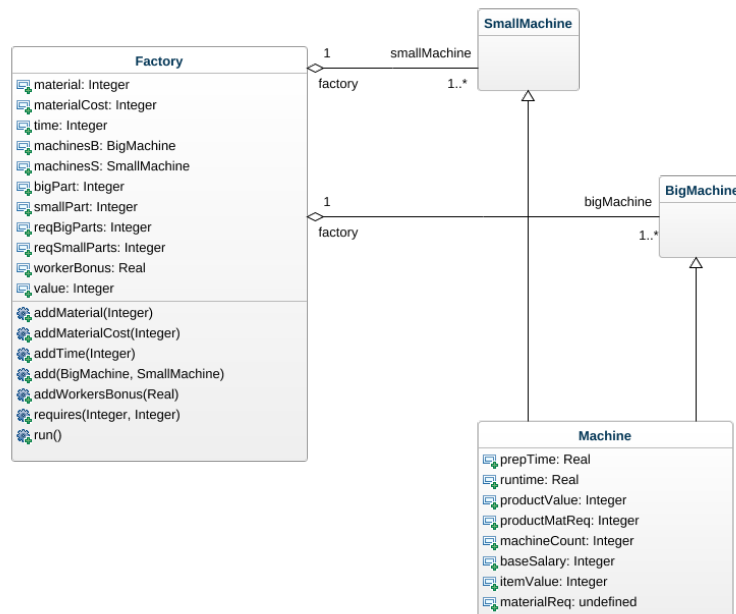 SmallMachine
Factory
material: Integer
materialCost: Integer
time: Integer
machinesB: BigMachine
machinesS: SmallMachine
bigPart: Integer
smallPart: Integer
reqBigParts: Integer
reqSmallParts: Integer
workerBonus: Real
value: Integer
addMaterial(Integer)
addMaterialCost(Integer)
addTime(Integer)
add(BigMachine, SmallMachine)
addWorkersBonus(Real)
requires(Integer, Integer)
run()
1
smallMachine
factory
1..*
1
bigMachine
factory
1..*
BigMachine
Machine
prepTime: Real
runtime: Real
productValue: Integer
productMatReq: Integer
machineCount: Integer
baseSalary: Integer
itemValue: Integer
materialReq: undefined